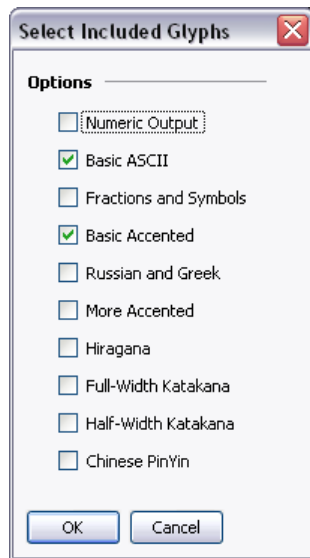 Select Included Glyphs
Options
Numeric Output
Basic ASCII
Fractions and Symbols
Basic Accented
Russian and Greek
More Accented
Hiragana
Full-Width Katakana
Half-Width Katakana
Chinese PinYin
OK Cancel